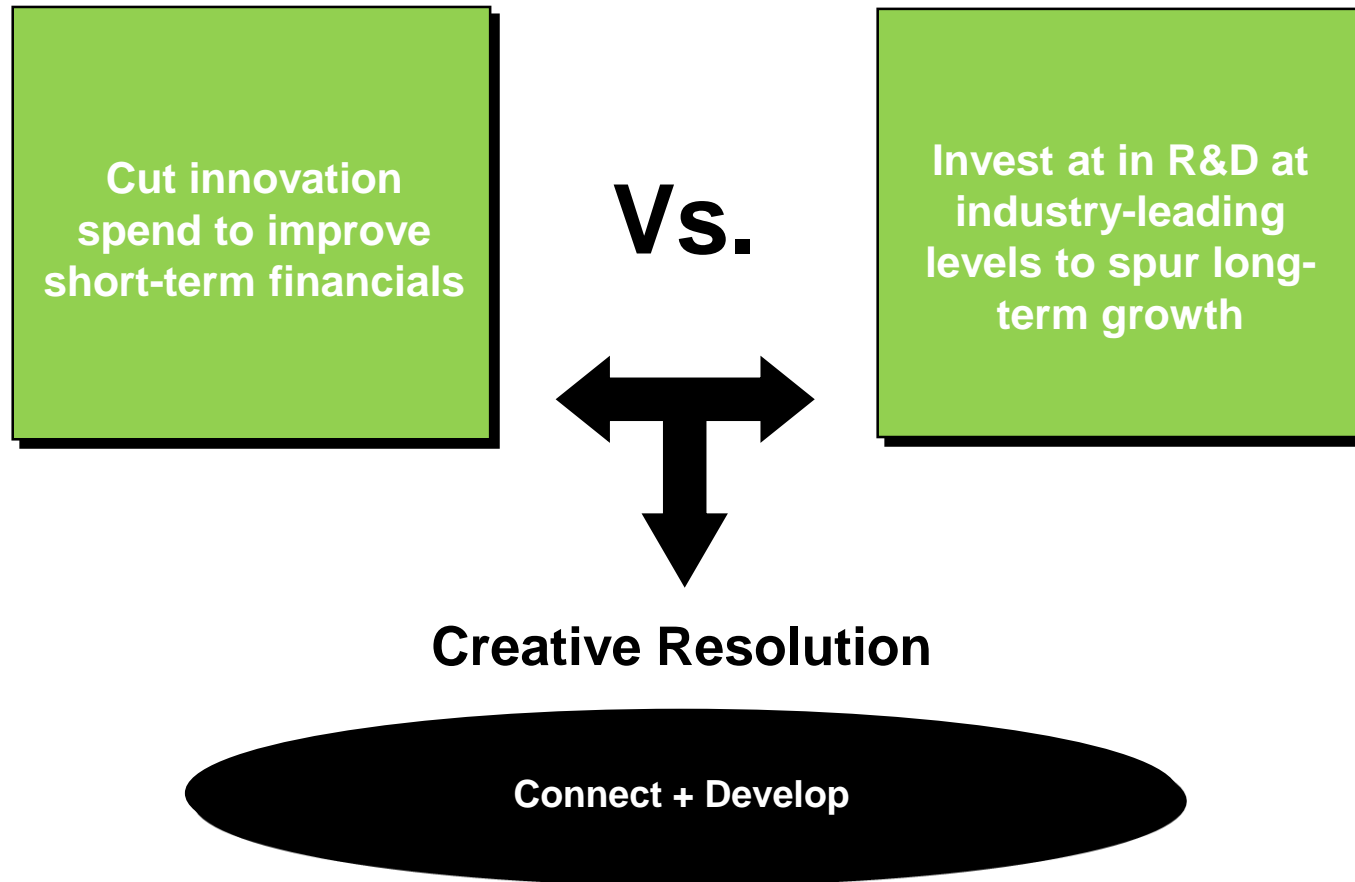 Cut innovation
spend to improve
short-term financials
Vs.
Invest at in R&D at
industry-leading
levels to spur long-
term growth
Creative Resolution
Connect + Develop